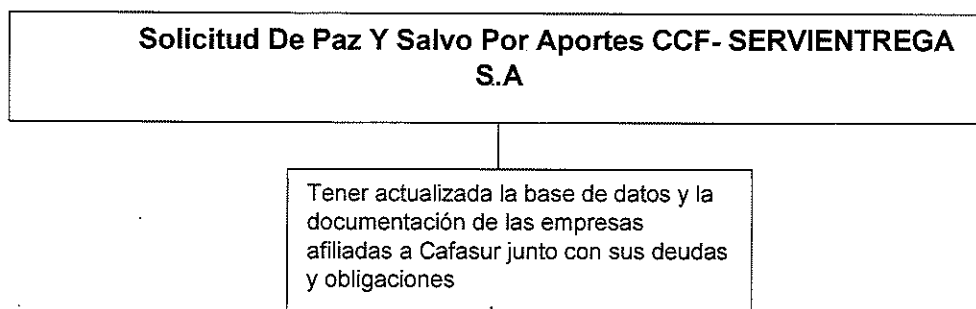 Solicitud De Paz Y Salvo Por Aportes CCF- SERVIENTREGA
S.A
Tener actualizada la base de datos y la
documentación de las empresas
afiliadas a Cafasur junto con sus deudas
y obligaciones